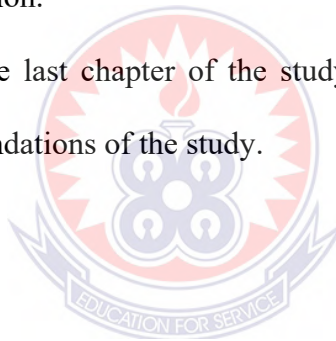 ion.
e last chapter of the study
ndations of the study.
EDUCATION FOR SERVICE